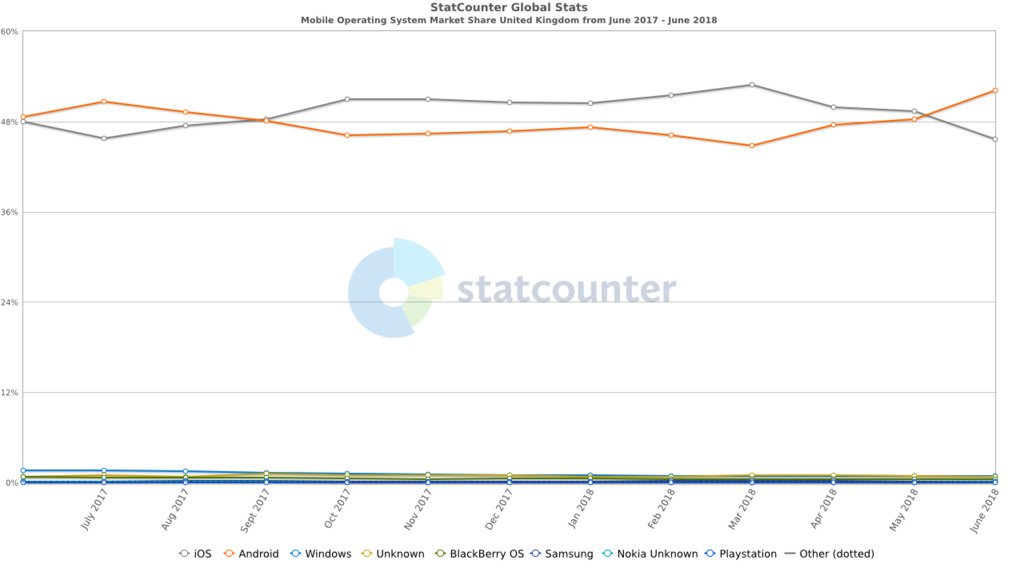 StatCounter Global Stats
Mobile Operating System Market Share United Kingdom from June 2017 - June 2018
60%
48%
36%
24%
12%
0%
statcounter
July 2017
Aug 2017
Sept 2017
Oct 2017
Nov 2017
Dec 2017
Jan 2018
Feb 2018
Mar 2018
Apr 2018
May 2018
June 2018
iOS Android Windows Unknown BlackBerry OS Samsung Nokia Unknown Playstation Other (dotted)